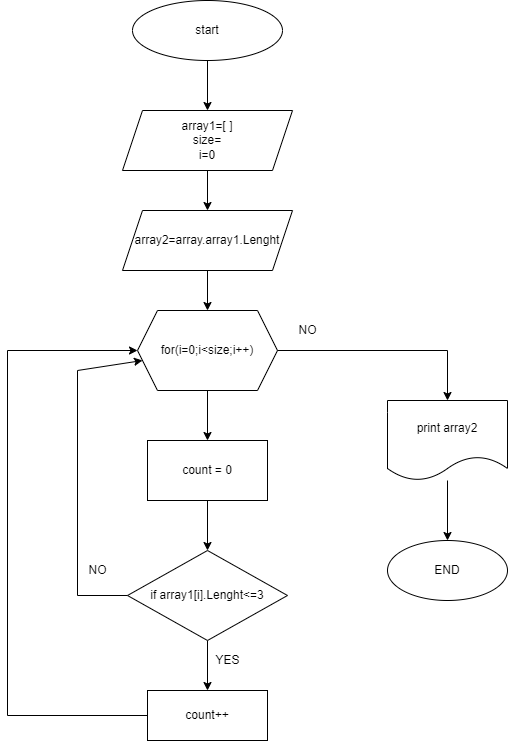 start
array1=[ ]
size=
i=0
array2=array.array1.Lenght
for(i=0;i<size;i++)
NO
print array2
count = 0
END
NO
if array1[i].Lenght<=3
YES
count++